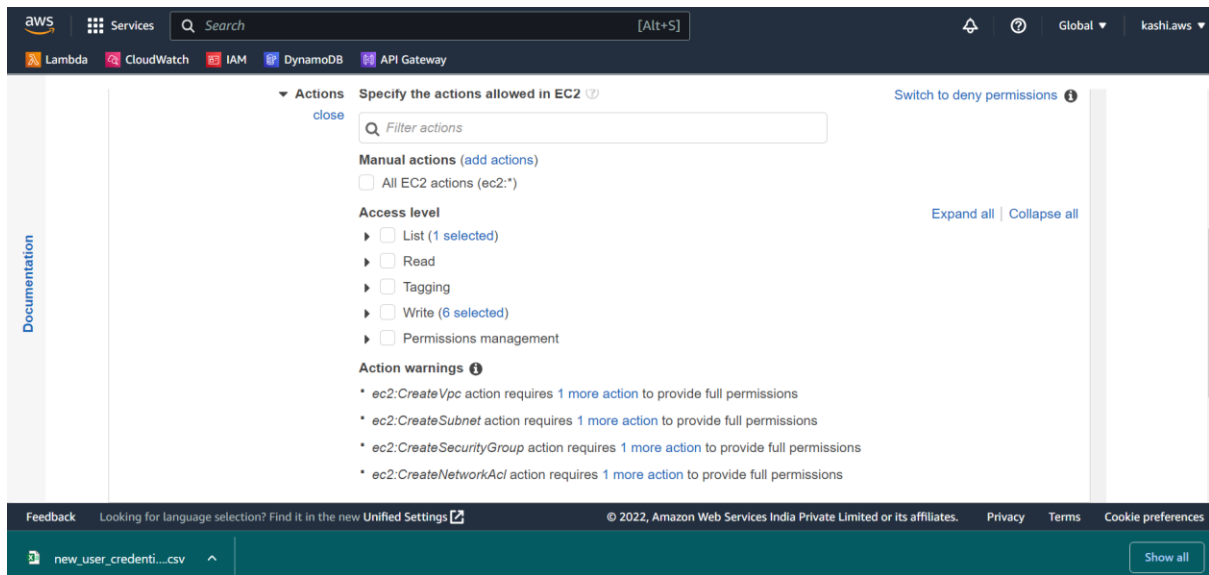 aws Services Search [Alt+S] Global kashi.aws
Lambda CloudWatch IAM DynamoDB API Gateway
Documentation
Actions Specify the actions allowed in EC2 Switch to deny permissions
close
Filter actions
Manual actions (add actions)
All EC2 actions (ec2:*)
Access level Expand all | Collapse all
List (1 selected)
Read
Tagging
Write (6 selected)
Permissions management
Action warnings
• ec2:CreateVpc action requires 1 more action to provide full permissions
• ec2:CreateSubnet action requires 1 more action to provide full permissions
• ec2:CreateSecurityGroup action requires 1 more action to provide full permissions
• ec2:CreateNetworkAcl action requires 1 more action to provide full permissions
Feedback Looking for language selection? Find it in the new Unified Settings © 2022, Amazon Web Services India Private Limited or its affiliates. Privacy Terms Cookie preferences
new_user_credenti....csv Show all